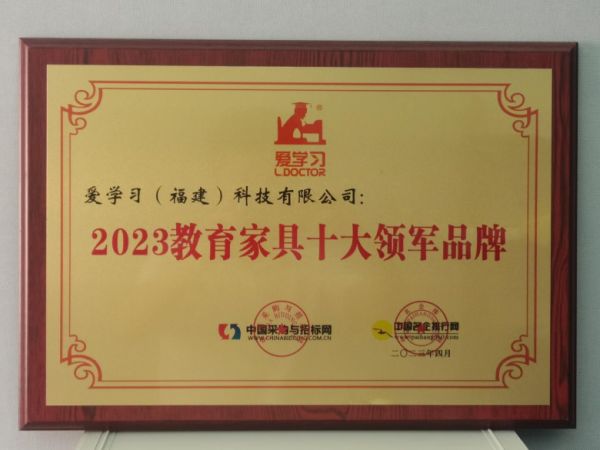 ®
爱学习
L.DOCTOR
爱学习（福建）科技有限公司：
2023教育家具十大领军品牌
中国采购与招标网
WWW.CHINABIDDING.COM.CN
中国名企排行网
二〇二三年四月